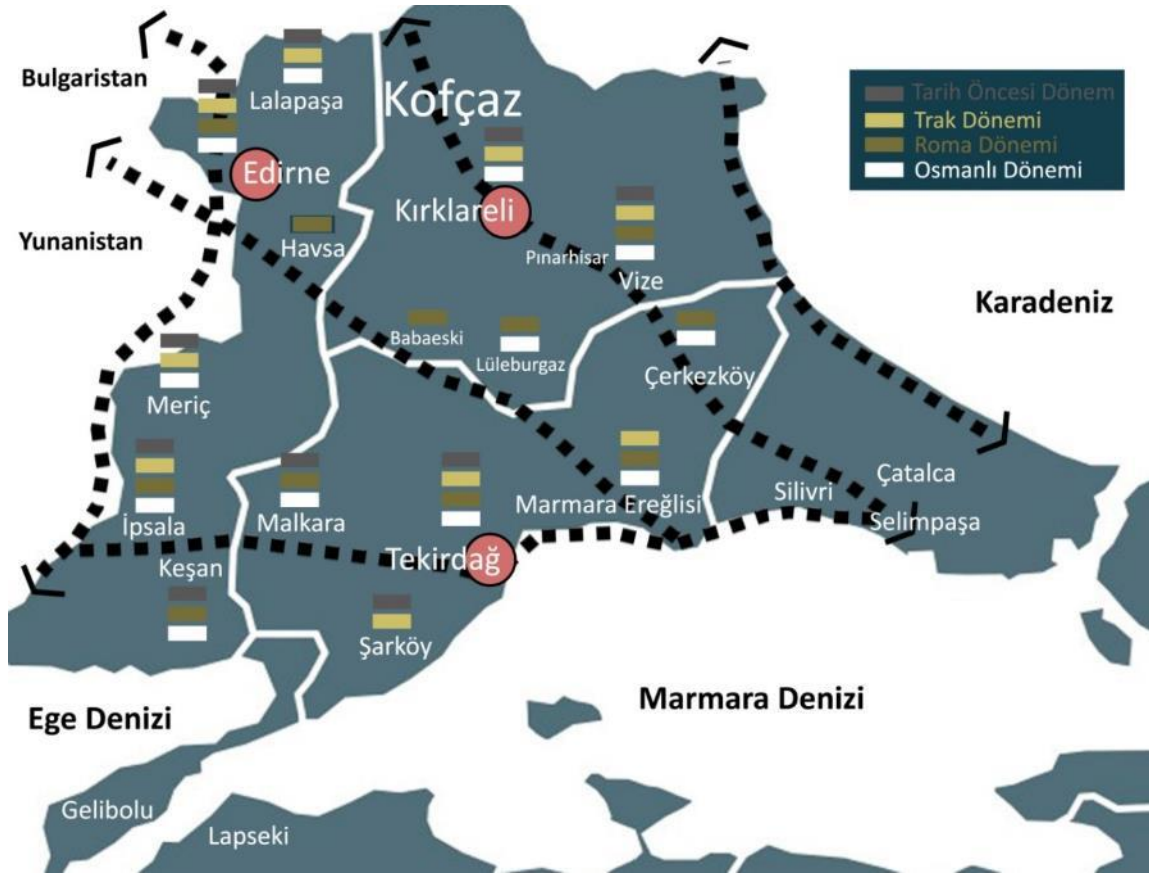 Bulgaristan
Lalapaşa
Kofçaz
Tarih Öncesi Dönem
Trak Dönemi
Roma Dönemi
Osmanlı Dönemi
Edirne
Kırklareli
Yunanistan
Havsa
Pınarhisar
Vize
Karadeniz
Babaeski
Lüleburgaz
Çerkezköy
Meriç
Çatalca
Silivri
Marmara Ereğlisi
Selimpaşa
İpsala
Malkara
Keşan
Tekirdağ
Şarköy
Ege Denizi
Marmara Denizi
Gelibolu
Lapseki